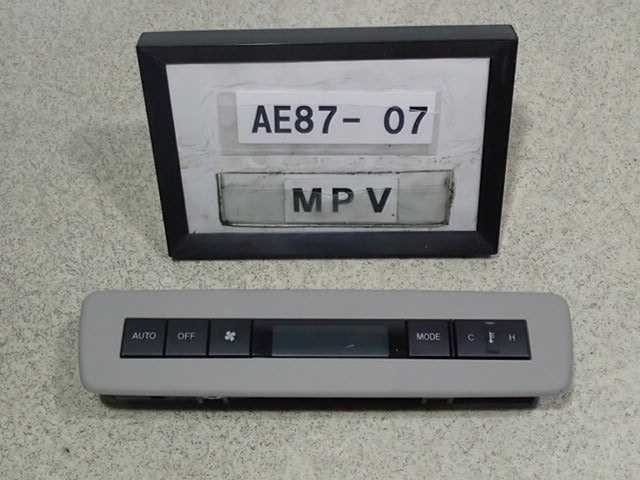 AE87- 07
MPV
AUTO OFF MODE C H